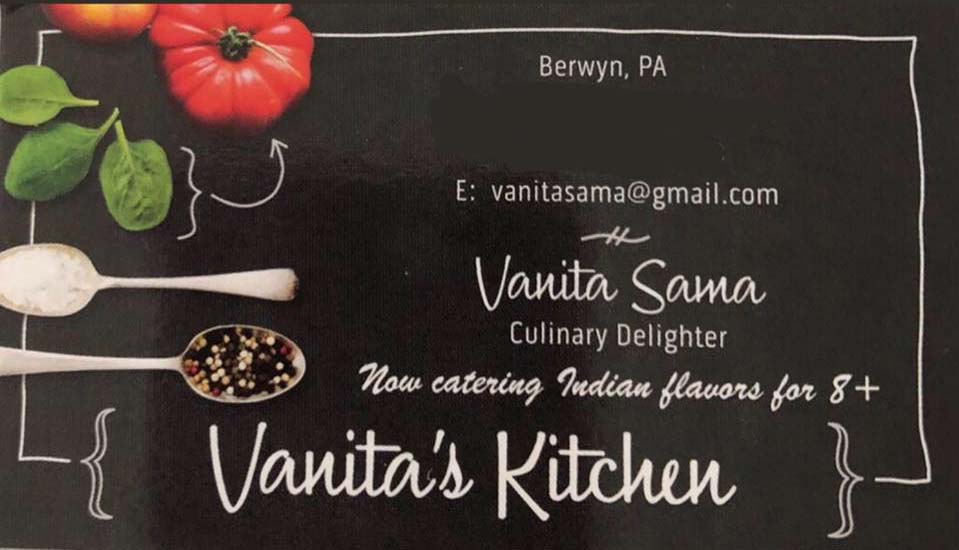 Berwyn, PA
E: vanitasama@gmail.com
Vanita Sama
Culinary Delighter
Now catering Indian flavors for 8+
Vanita's Kitchen